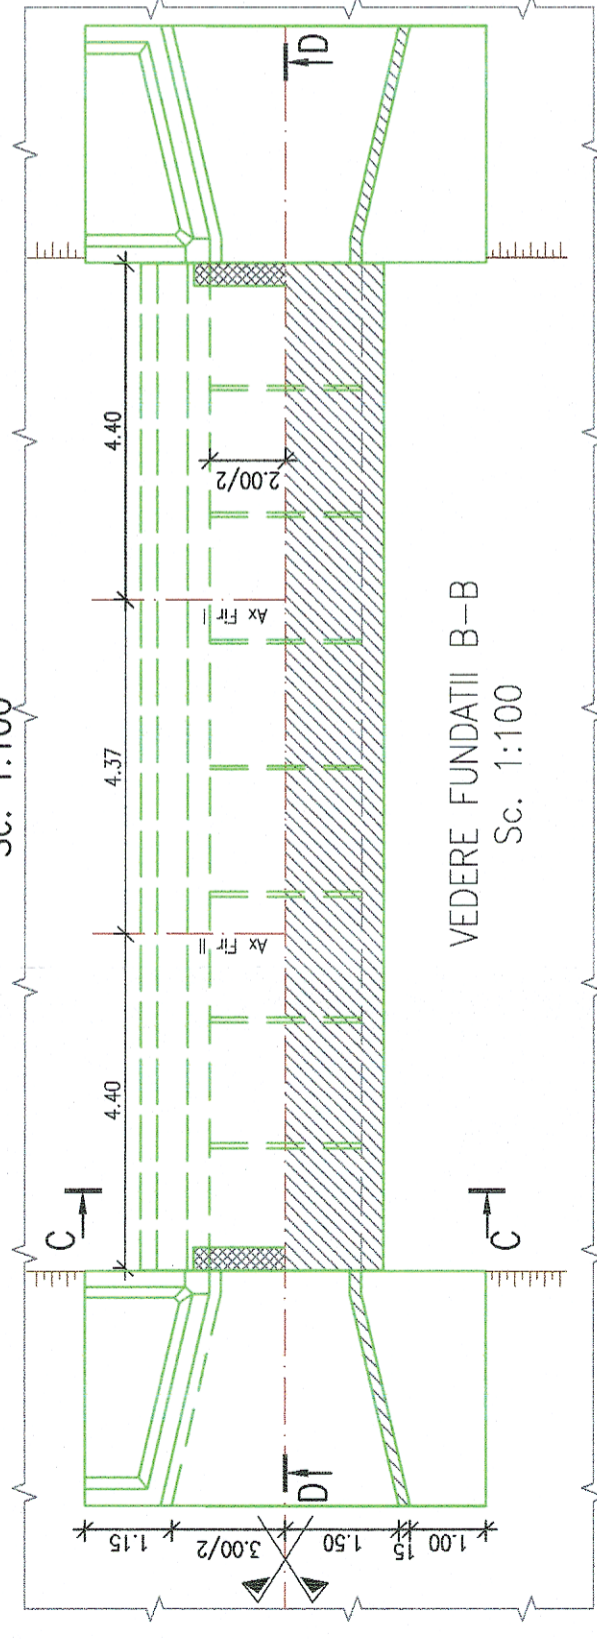 Sc. 1:100
D
4.40
2.00/2
Ax Fir I
4.37
VEDERE FUNDATII B-B
Sc. 1:100
Ax Fir II
4.40
C
C
D
1.15
3.00/2
1.50
15
1.00